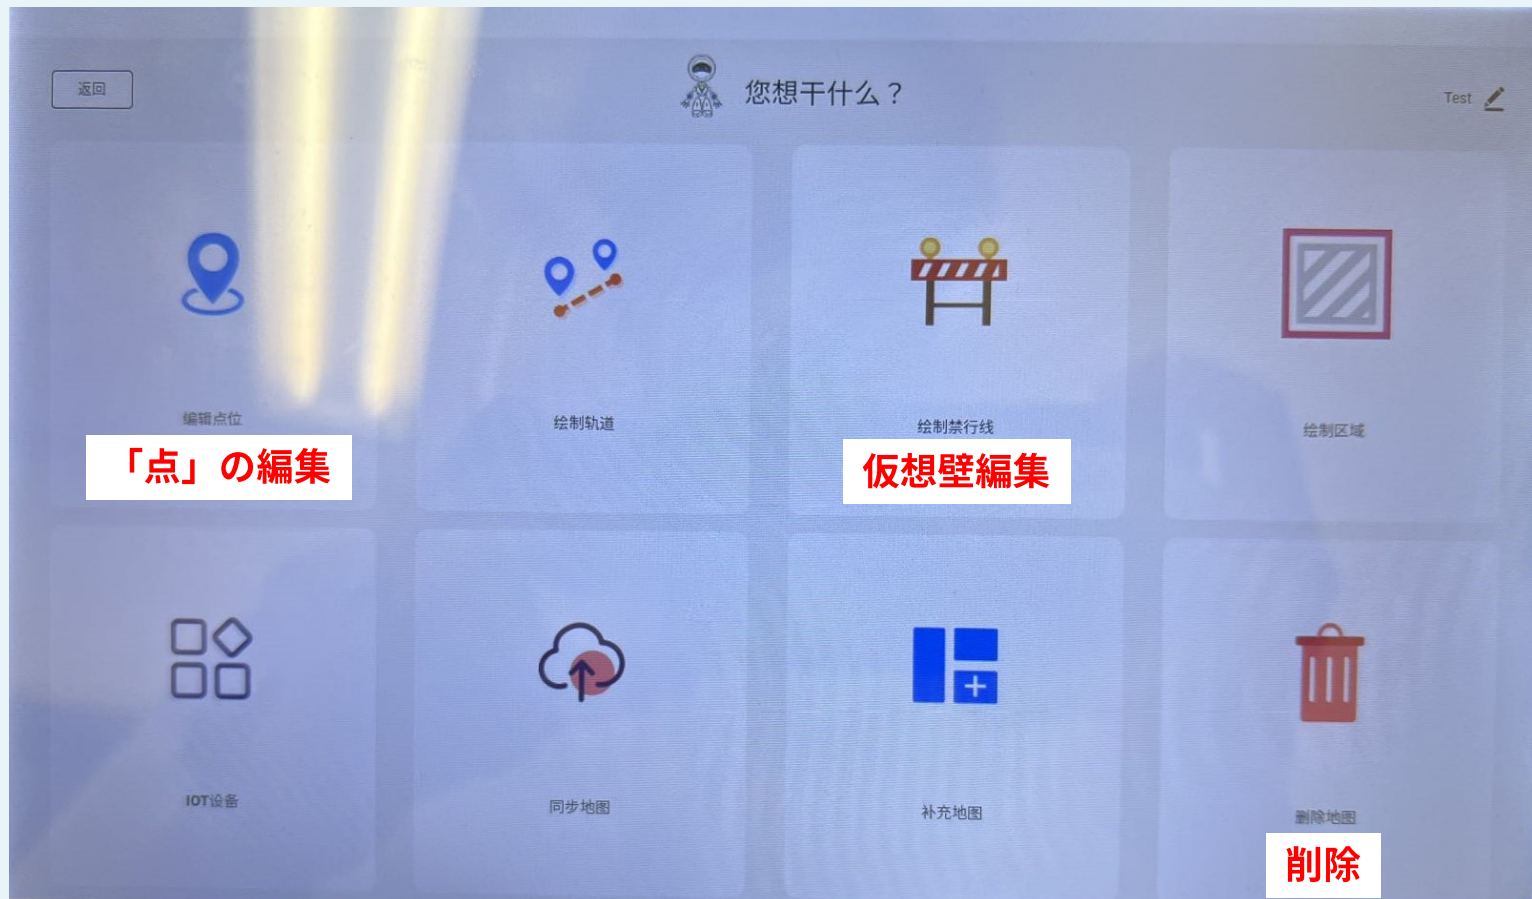 返回
您想干什么？
Test
编辑点位
绘制轨道
绘制禁行线
绘制区域
「点」の編集
仮想壁編集
IOT设备
同步地图
补充地图
删除地图
削除